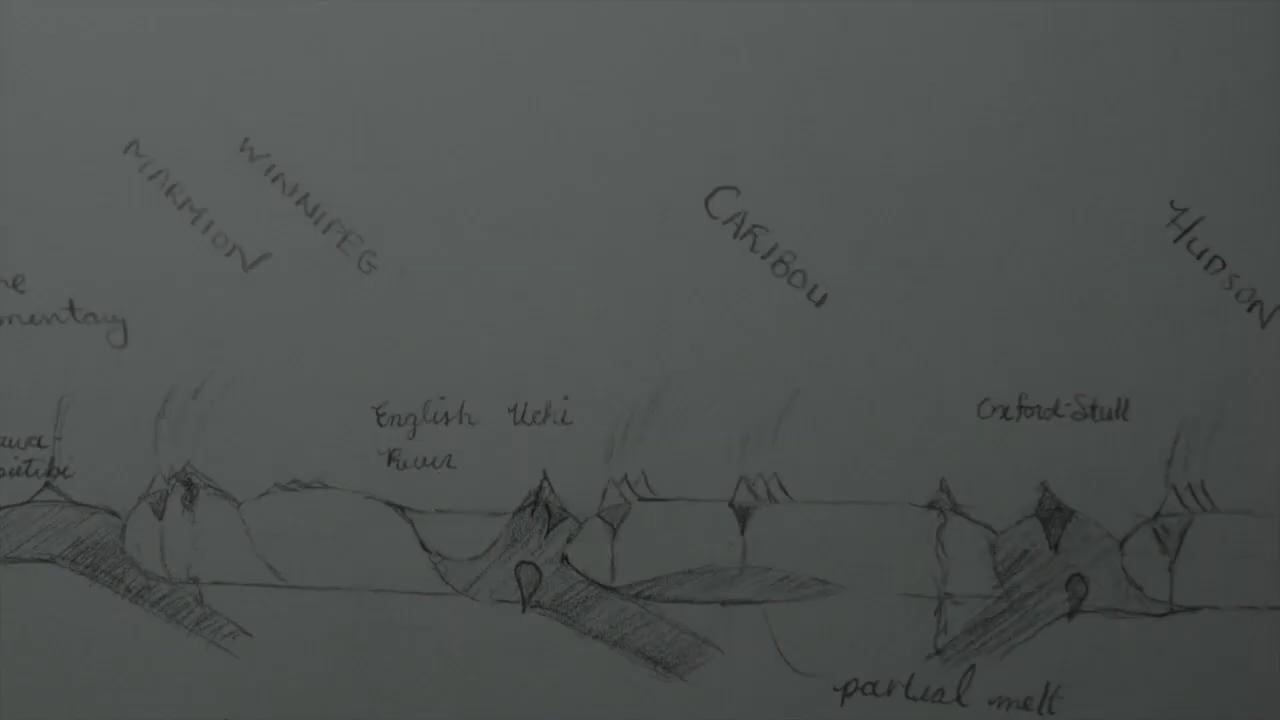 MARMION
WINNIPEG
CARIBOU
HUDSON
mentary
English Uchi
River
Oxford-Stull
partial melt